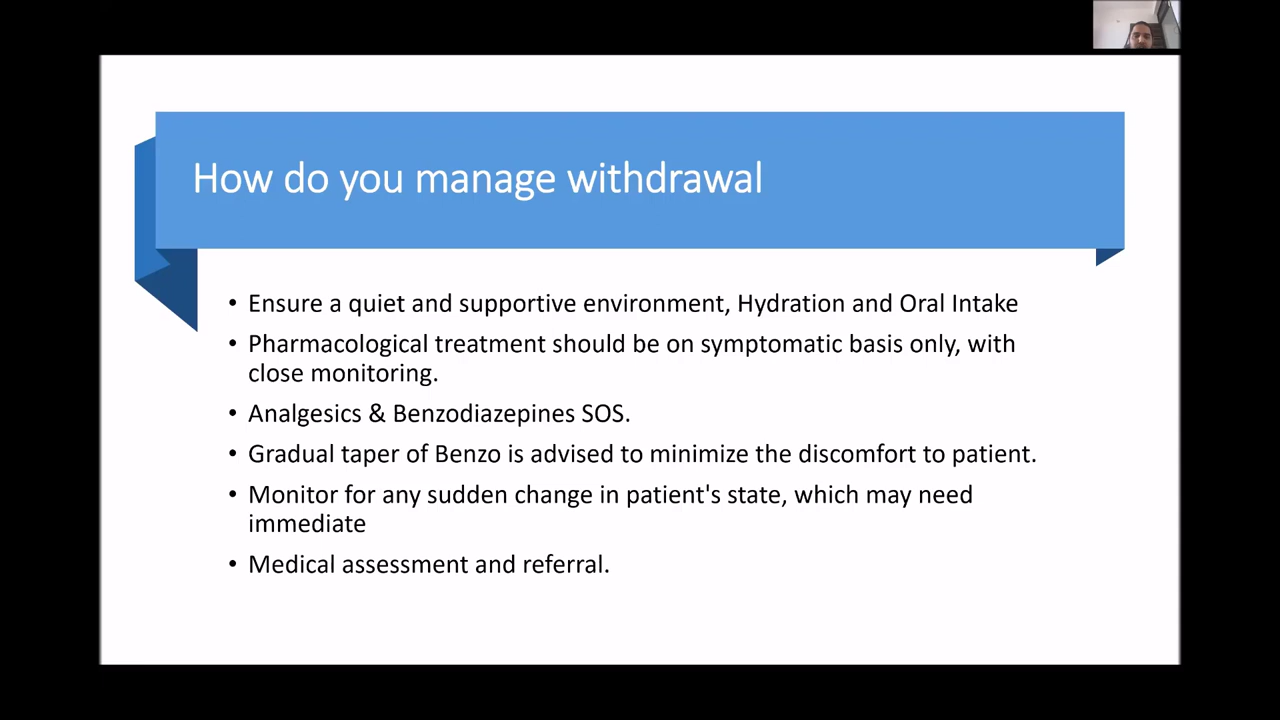 How do you manage withdrawal
• Ensure a quiet and supportive environment, Hydration and Oral Intake
• Pharmacological treatment should be on symptomatic basis only, with
close monitoring.
• Analgesics & Benzodiazepines SOS.
• Gradual taper of Benzo is advised to minimize the discomfort to patient.
• Monitor for any sudden change in patient's state, which may need
immediate
• Medical assessment and referral.